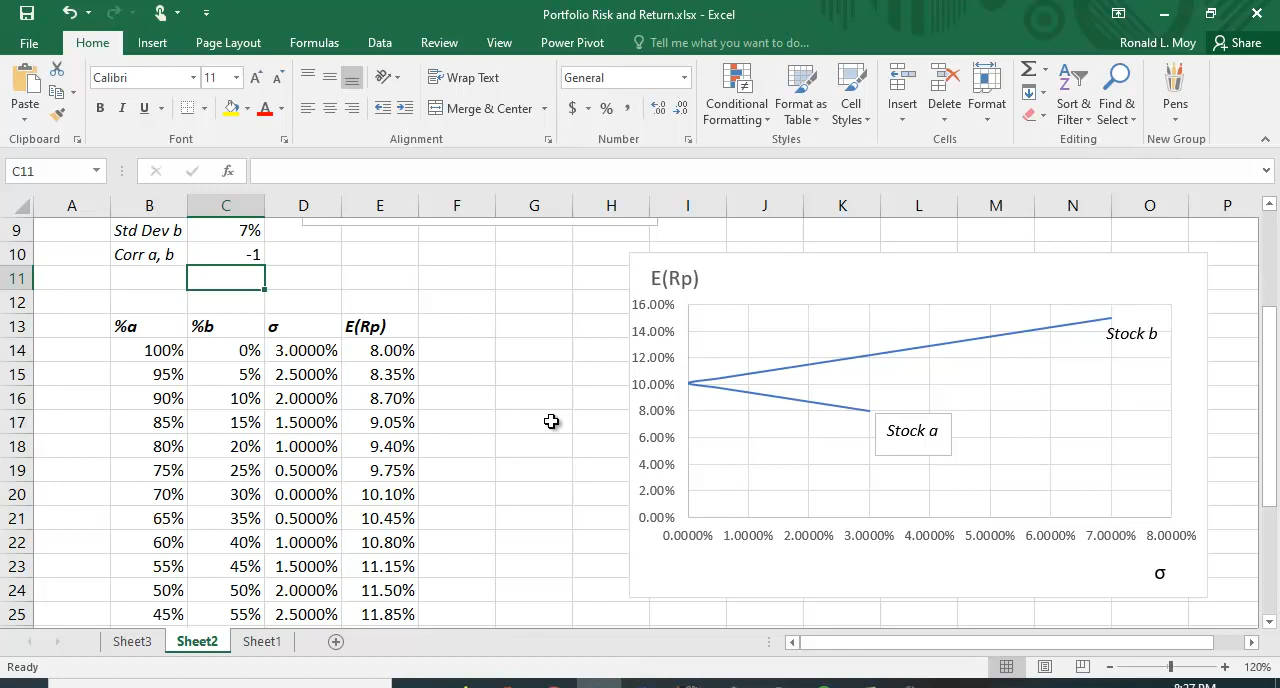 Portfolio Risk and Return.xlsx - Excel
File Home Insert Page Layout Formulas Data Review View Power Pivot Tell me what you want to do... Ronald L. Moy Share
Calibri 11 A A Wrap Text General
Paste B I U A Merge & Center $ % , Conditional Formatting Format as Table Cell Styles Insert Delete Format Sort & Filter Find & Select Pens
Clipboard Font Alignment Number Styles Cells Editing New Group
C11 fx
A B C D E F G H I J K L M N O P
9 Std Dev b 7%
10 Corr a, b -1
11
12
13 %a %b σ E(Rp)
14 100% 0% 3.0000% 8.00%
15 95% 5% 2.5000% 8.35%
16 90% 10% 2.0000% 8.70%
17 85% 15% 1.5000% 9.05%
18 80% 20% 1.0000% 9.40%
19 75% 25% 0.5000% 9.75%
20 70% 30% 0.0000% 10.10%
21 65% 35% 0.5000% 10.45%
22 60% 40% 1.0000% 10.80%
23 55% 45% 1.5000% 11.15%
24 50% 50% 2.0000% 11.50%
25 45% 55% 2.5000% 11.85%
E(Rp)
16.00%
14.00%
Stock b
12.00%
10.00%
8.00%
Stock a
6.00%
4.00%
2.00%
0.00%
0.0000% 1.0000% 2.0000% 3.0000% 4.0000% 5.0000% 6.0000% 7.0000% 8.0000%
σ
Sheet3 Sheet2 Sheet1
Ready 120%
8:27 PM